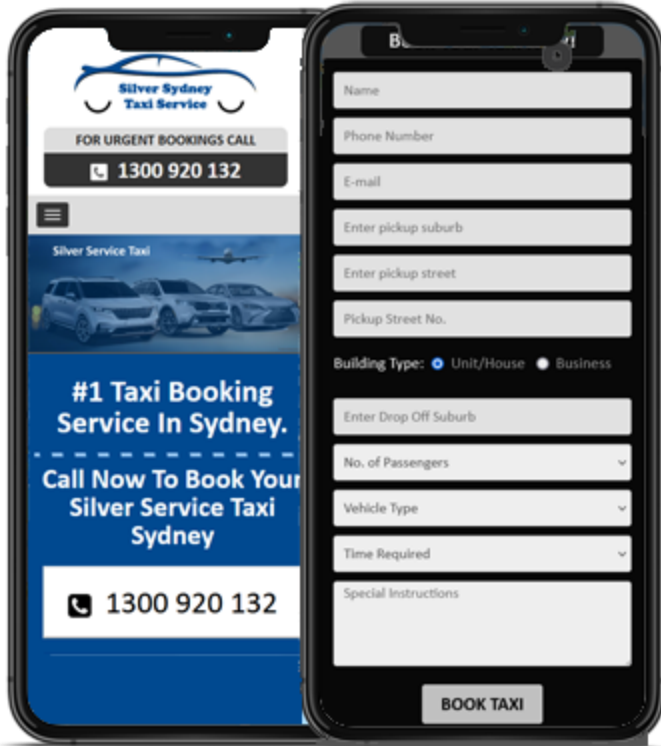 Silver Sydney
Taxi Service
FOR URGENT BOOKINGS CALL
1300 920 132
Silver Service Taxi
#1 Taxi Booking
Service In Sydney.
Call Now To Book Your
Silver Service Taxi
Sydney
1300 920 132
Name
Phone Number
E-mail
Enter pickup suburb
Enter pickup street
Pickup Street No.
Building Type: Unit/House Business
Enter Drop Off Suburb
No. of Passengers
Vehicle Type
Time Required
Special Instructions
BOOK TAXI